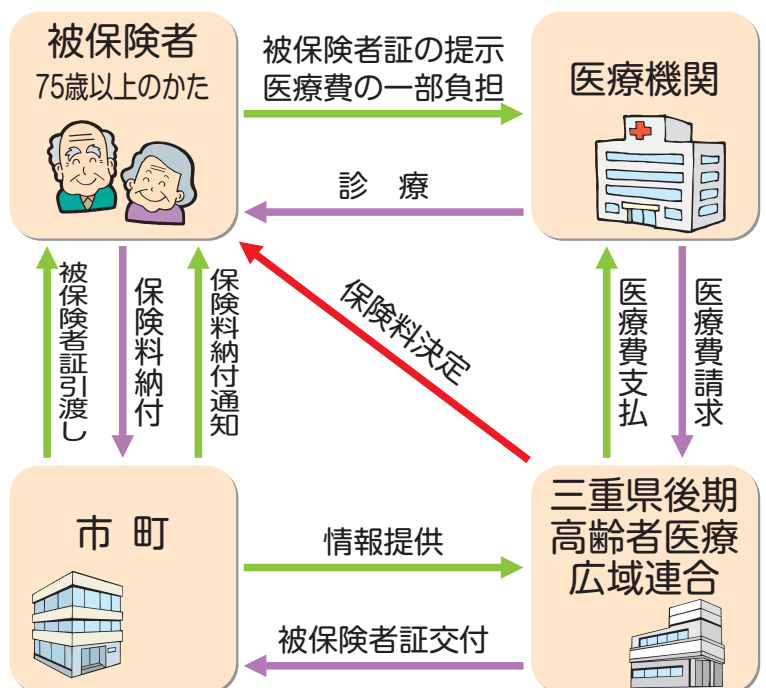 被保険者
75歳以上のかた
被保険者証の提示
医療費の一部負担
医療機関
診 療
被保険者証引渡し
保険料納付
保険料納付通知
保険料決定
医療費支払
医療費請求
市 町
情報提供
被保険者証交付
三重県後期
高齢者医療
広域連合